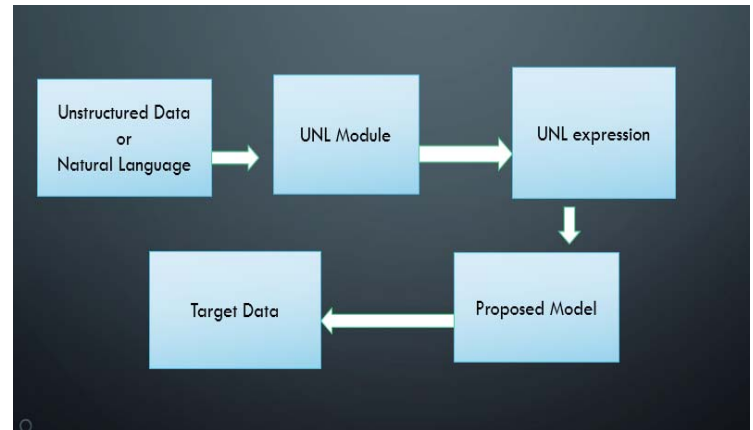 Unstructured Data
or
Natural Language
UNL Module
UNL expression
Proposed Model
Target Data